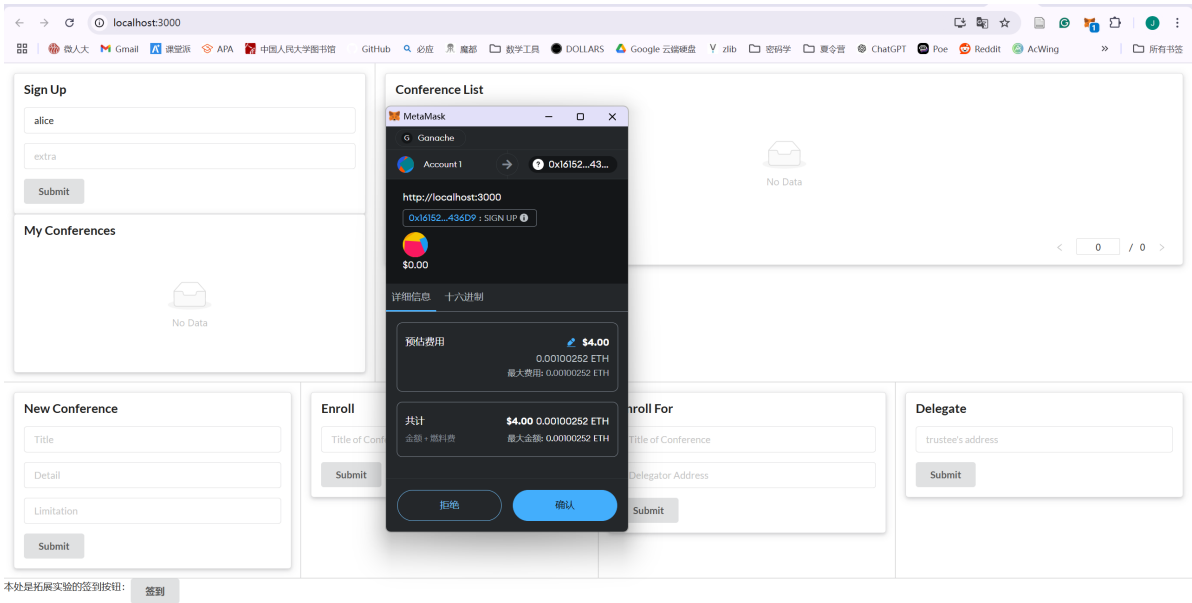 localhost:3000
微人大 Gmail 课堂派 APA 中国人民大学图书馆 GitHub 必应 魔都 数学工具 DOLLARS Google 云端硬盘 zlib 密码学 夏令营 ChatGPT Poe Reddit AcWing » 所有书签
Sign Up
alice
extra
Submit
My Conferences
No Data
Conference List
No Data
0 / 0
MetaMask
G Ganache
Account 1 → 0x16152...43...
http://localhost:3000
0x16152...436D9 : SIGN UP
$0.00
详细信息 十六进制
预估费用 $4.00
0.00100252 ETH
最大费用: 0.00100252 ETH
共计 $4.00 0.00100252 ETH
金额 + 燃料费 最大金额: 0.00100252 ETH
拒绝 确认
New Conference
Title
Detail
Limitation
Submit
Enroll
Title of Conf
Submit
nroll For
Title of Conference
Delegator Address
Submit
Delegate
trustee's address
Submit
本处是拓展实验的签到按钮： 签到